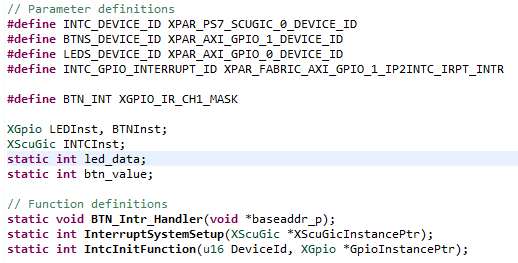 // Parameter definitions
#define INTC_DEVICE_ID XPAR_PS7_SCUGIC_0_DEVICE_ID
#define BTNS_DEVICE_ID XPAR_AXI_GPIO_1_DEVICE_ID
#define LEDS_DEVICE_ID XPAR_AXI_GPIO_0_DEVICE_ID
#define INTC_GPIO_INTERRUPT_ID XPAR_FABRIC_AXI_GPIO_1_IP2INTC_IRPT_INTR
#define BTN_INT XGPIO_IR_CH1_MASK
XGpio LEDInst, BTNInst;
XScuGic INTCInst;
static int led_data;
static int btn_value;
// Function definitions
static void BTN_Intr_Handler(void *baseaddr_p);
static int InterruptSystemSetup(XScuGic *XScuGicInstancePtr);
static int IntcInitFunction(u16 DeviceId, XGpio *GpioInstancePtr);